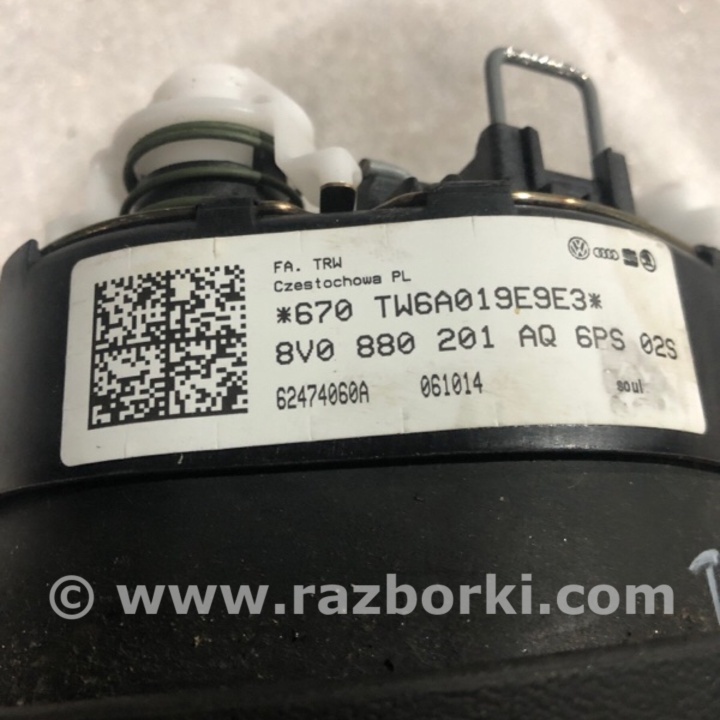 FA. TRW
Czestochowa PL
*670 TW6A019E9E3*
8V0 880 201 AQ 6PS 02S
62474060A 061014 soul
© www.razborki.com